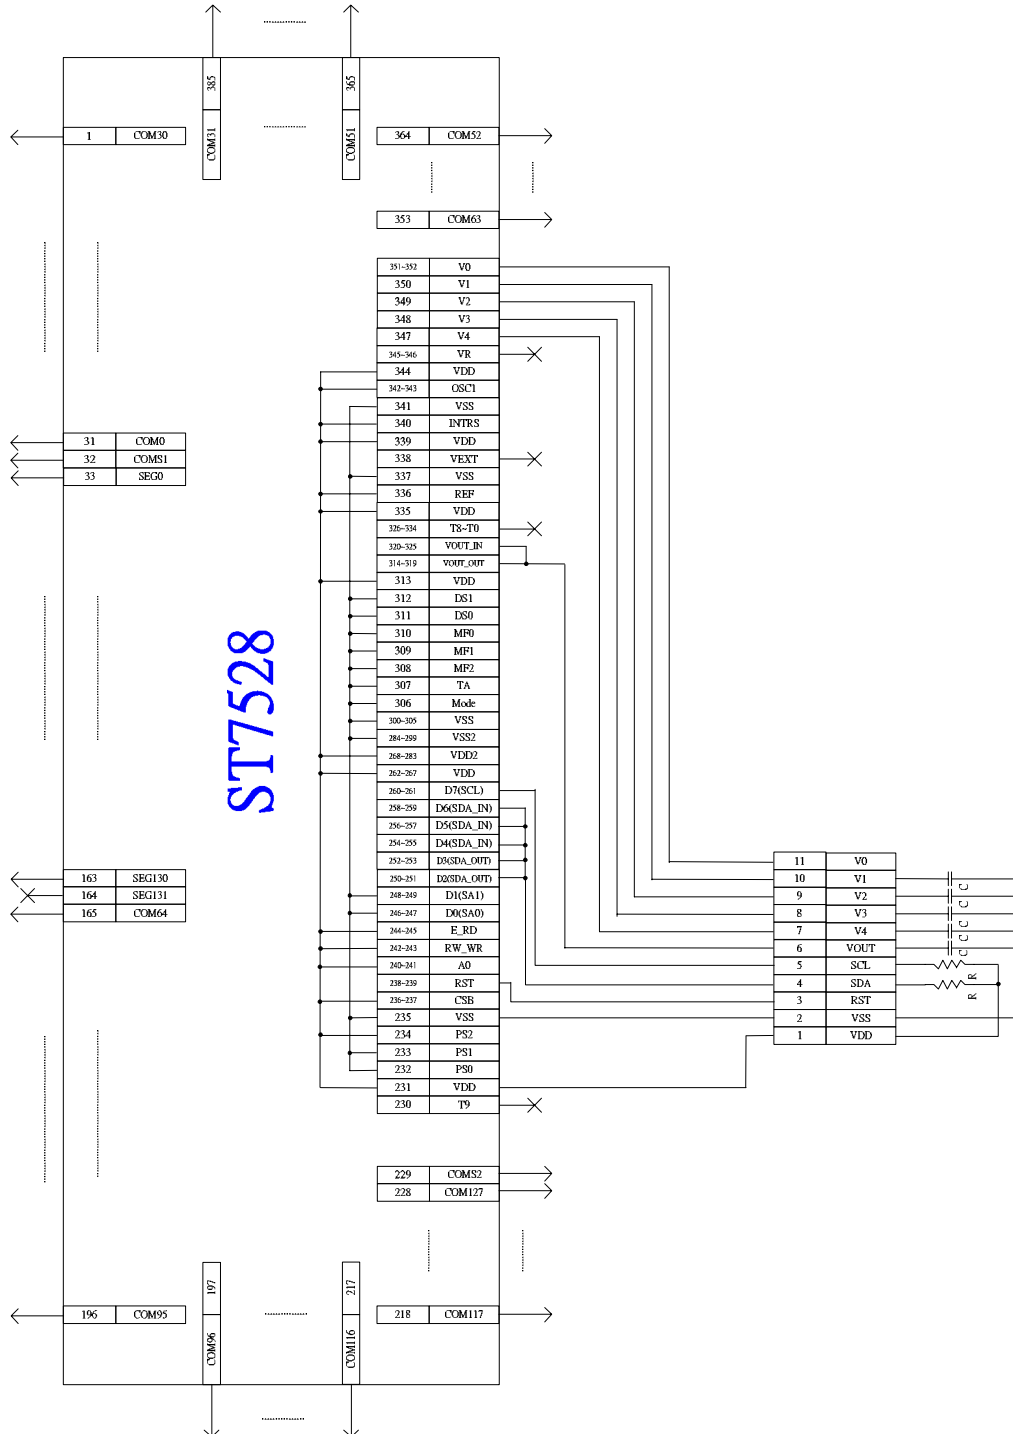 385
COM31
365
COM51
1 COM30
364 COM52
353 COM63
351~352 V0
350 V1
349 V2
348 V3
347 V4
345~346 VR
344 VDD
342~343 OSC1
341 VSS
340 INTRS
339 VDD
338 VEXT
337 VSS
336 REF
335 VDD
326~334 T8~T0
320~325 VOUT_IN
314~319 VOUT_OUT
313 VDD
312 DS1
311 DS0
310 MF0
309 MF1
308 MF2
307 TA
306 Mode
300~305 VSS
284~299 VSS2
268~283 VDD2
262~267 VDD
260~261 D7(SCL)
258~259 D6(SDA_IN)
256~257 D5(SDA_IN)
254~255 D4(SDA_IN)
252~253 D3(SDA_OUT)
250~251 D2(SDA_OUT)
248~249 D1(SA1)
246~247 D0(SA0)
244~245 E_RD
242~243 RW_WR
240~241 A0
238~239 RST
236~237 CSB
235 VSS
234 PS2
233 PS1
232 PS0
231 VDD
230 T9
229 COMS2
228 COM127
218 COM117
31 COM0
32 COMS1
33 SEG0
ST7528
163 SEG130
164 SEG131
165 COM64
196 COM95
197
COM96
217
COM116
11 V0
10 V1
9 V2
8 V3
7 V4
6 VOUT
5 SCL
4 SDA
3 RST
2 VSS
1 VDD
C
C
C
C
C
R
R